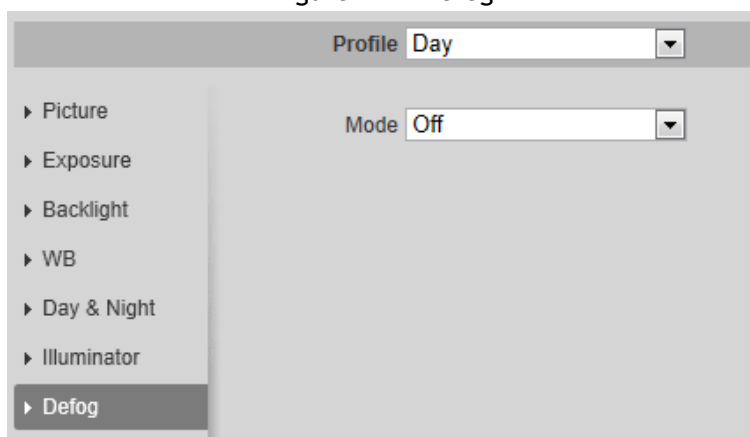 Profile Day
Picture
Mode Off
Exposure
Backlight
WB
Day & Night
Illuminator
Defog